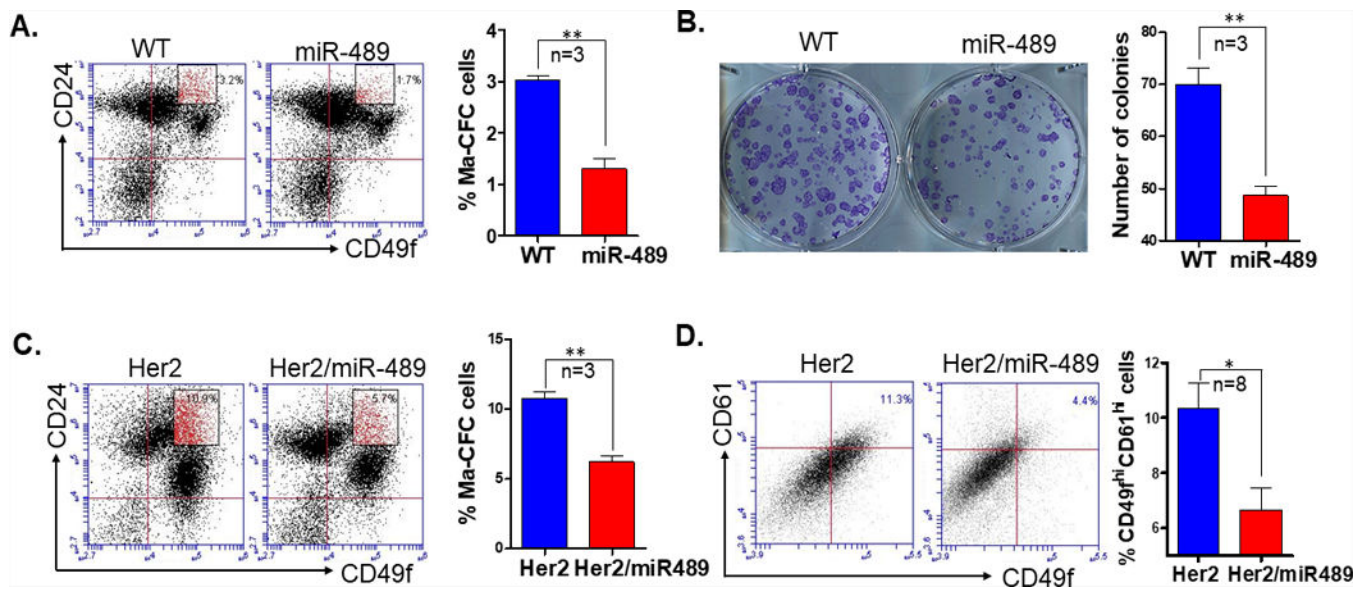 A.
WT
miR-489
CD24
3.2%
1.7%
CD49f
% Ma-CFC cells
**
n=3
4
3
2
1
0
WT miR-489
B.
WT
miR-489
Number of colonies
**
n=3
80
70
60
50
40
WT miR-489
C.
Her2
Her2/miR-489
CD24
10.9%
5.7%
CD49f
% Ma-CFC cells
**
n=3
15
10
5
0
Her2 Her2/miR489
D.
Her2
Her2/miR-489
CD61
11.3%
4.4%
CD49f
% CD49fhiCD61hi cells
*
n=8
12
10
8
6
Her2 Her2/miR489